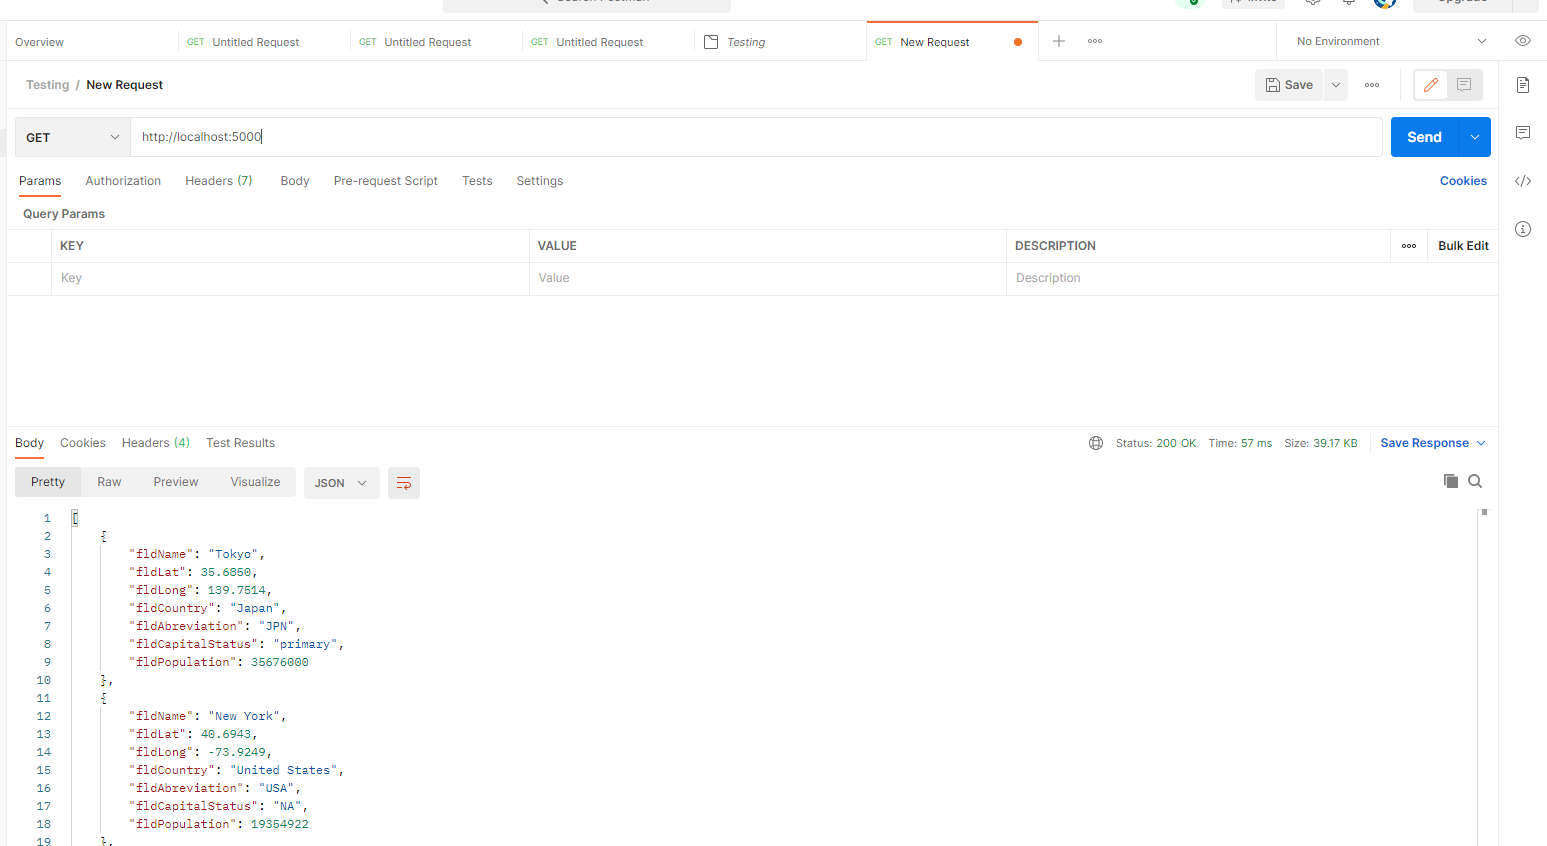 Search Postman Invite Upgrade
Overview GET Untitled Request GET Untitled Request GET Untitled Request Testing GET New Request No Environment
Testing / New Request Save
GET http://localhost:5000 Send
Params Authorization Headers (7) Body Pre-request Script Tests Settings Cookies
Query Params
KEY VALUE DESCRIPTION Bulk Edit
Key Value Description
Body Cookies Headers (4) Test Results Status: 200 OK Time: 57 ms Size: 39.17 KB Save Response
Pretty Raw Preview Visualize JSON
1 [
2 {
3 "fldName": "Tokyo",
4 "fldLat": 35.6850,
5 "fldLong": 139.7514,
6 "fldCountry": "Japan",
7 "fldAbreviation": "JPN",
8 "fldCapitalStatus": "primary",
9 "fldPopulation": 35676000
10 },
11 {
12 "fldName": "New York",
13 "fldLat": 40.6943,
14 "fldLong": -73.9249,
15 "fldCountry": "United States",
16 "fldAbreviation": "USA",
17 "fldCapitalStatus": "NA",
18 "fldPopulation": 19354922
19 },